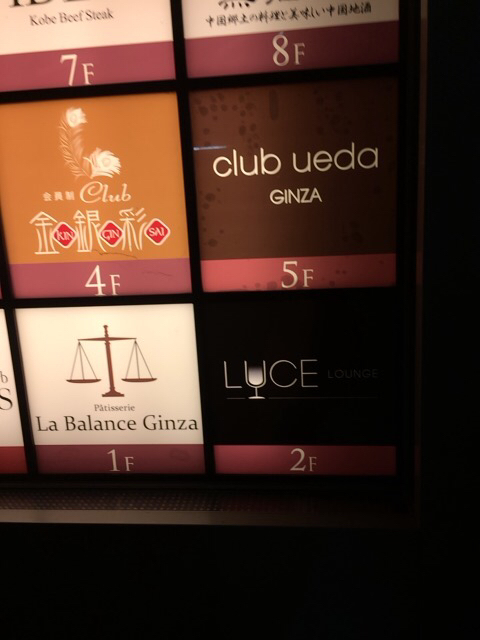 Kobe Beef Steak
7F
中国郷土の料理と美味しい中国地酒
8F
会員制 Club
金銀彩
KIN GIN SAI
4F
club ueda
GINZA
5F
Pâtisserie
La Balance Ginza
1F
LUCE LOUNGE
2F